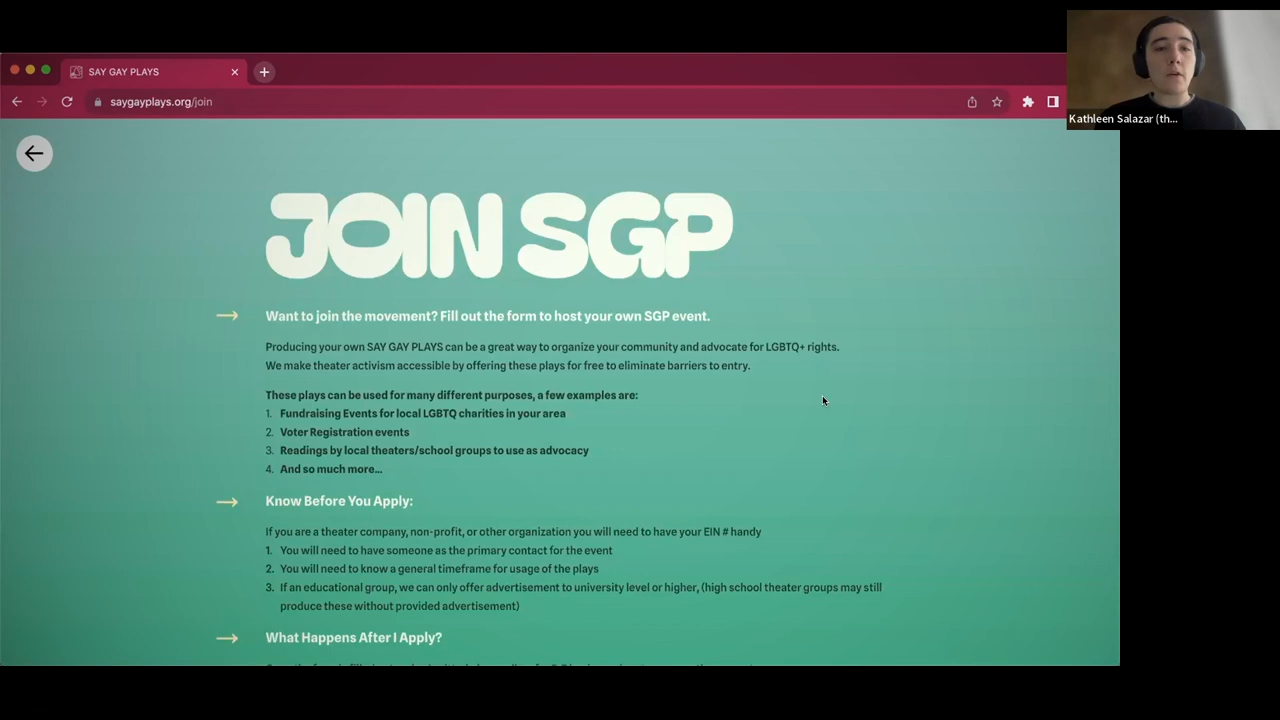 SAY GAY PLAYS
saygayplays.org/join
Kathleen Salazar (th...
JOIN SGP
Want to join the movement? Fill out the form to host your own SGP event.
Producing your own SAY GAY PLAYS can be a great way to organize your community and advocate for LGBTQ+ rights.
We make theater activism accessible by offering these plays for free to eliminate barriers to entry.
These plays can be used for many different purposes, a few examples are:
1. Fundraising Events for local LGBTQ charities in your area
2. Voter Registration events
3. Readings by local theaters/school groups to use as advocacy
4. And so much more...
Know Before You Apply:
If you are a theater company, non-profit, or other organization you will need to have your EIN # handy
1. You will need to have someone as the primary contact for the event
2. You will need to know a general timeframe for usage of the plays
3. If an educational group, we can only offer advertisement to university level or higher, (high school theater groups may still
produce these without provided advertisement)
What Happens After I Apply?